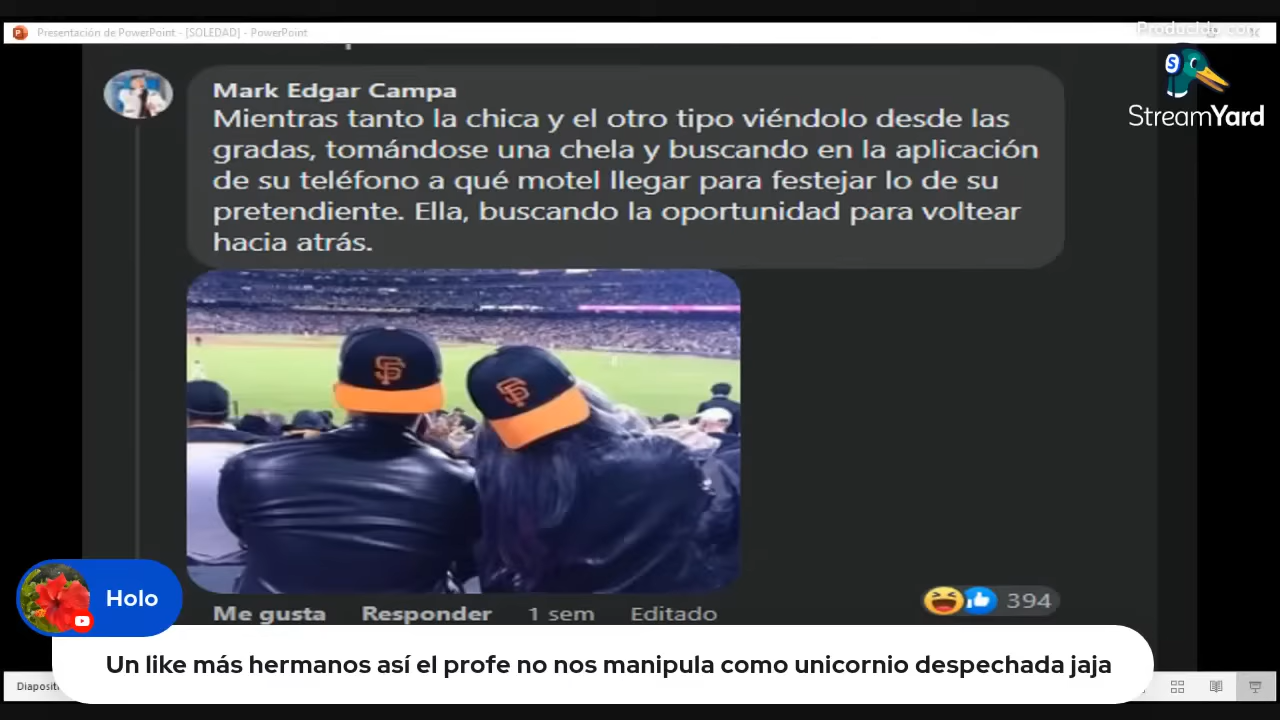 Presentación de PowerPoint - [SOLEDAD] - PowerPoint
Producido con
StreamYard
Mark Edgar Campa
Mientras tanto la chica y el otro tipo viéndolo desde las
gradas, tomándose una chela y buscando en la aplicación
de su teléfono a qué motel llegar para festejar lo de su
pretendiente. Ella, buscando la oportunidad para voltear
hacia atrás.
SF
SF
Me gusta Responder 1 sem Editado
394
Holo
Un like más hermanos así el profe no nos manipula como unicornio despechada jaja